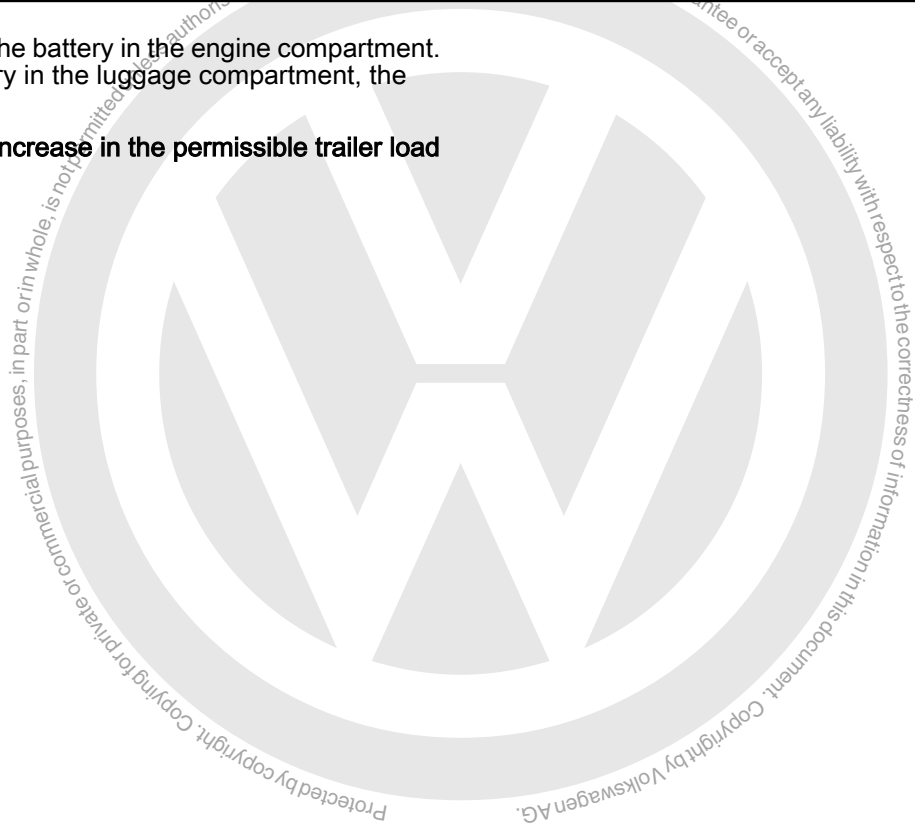 he battery in the engine compartment.
ry in the luggage compartment, the
ncrease in the permissible trailer load
Protected by copyright. Copying for private or commercial purposes, in part or in whole, is not permitted unless authoris
ntee or accept any liability with respect to the correctness of information in this document. Copyright by Volkswagen AG.